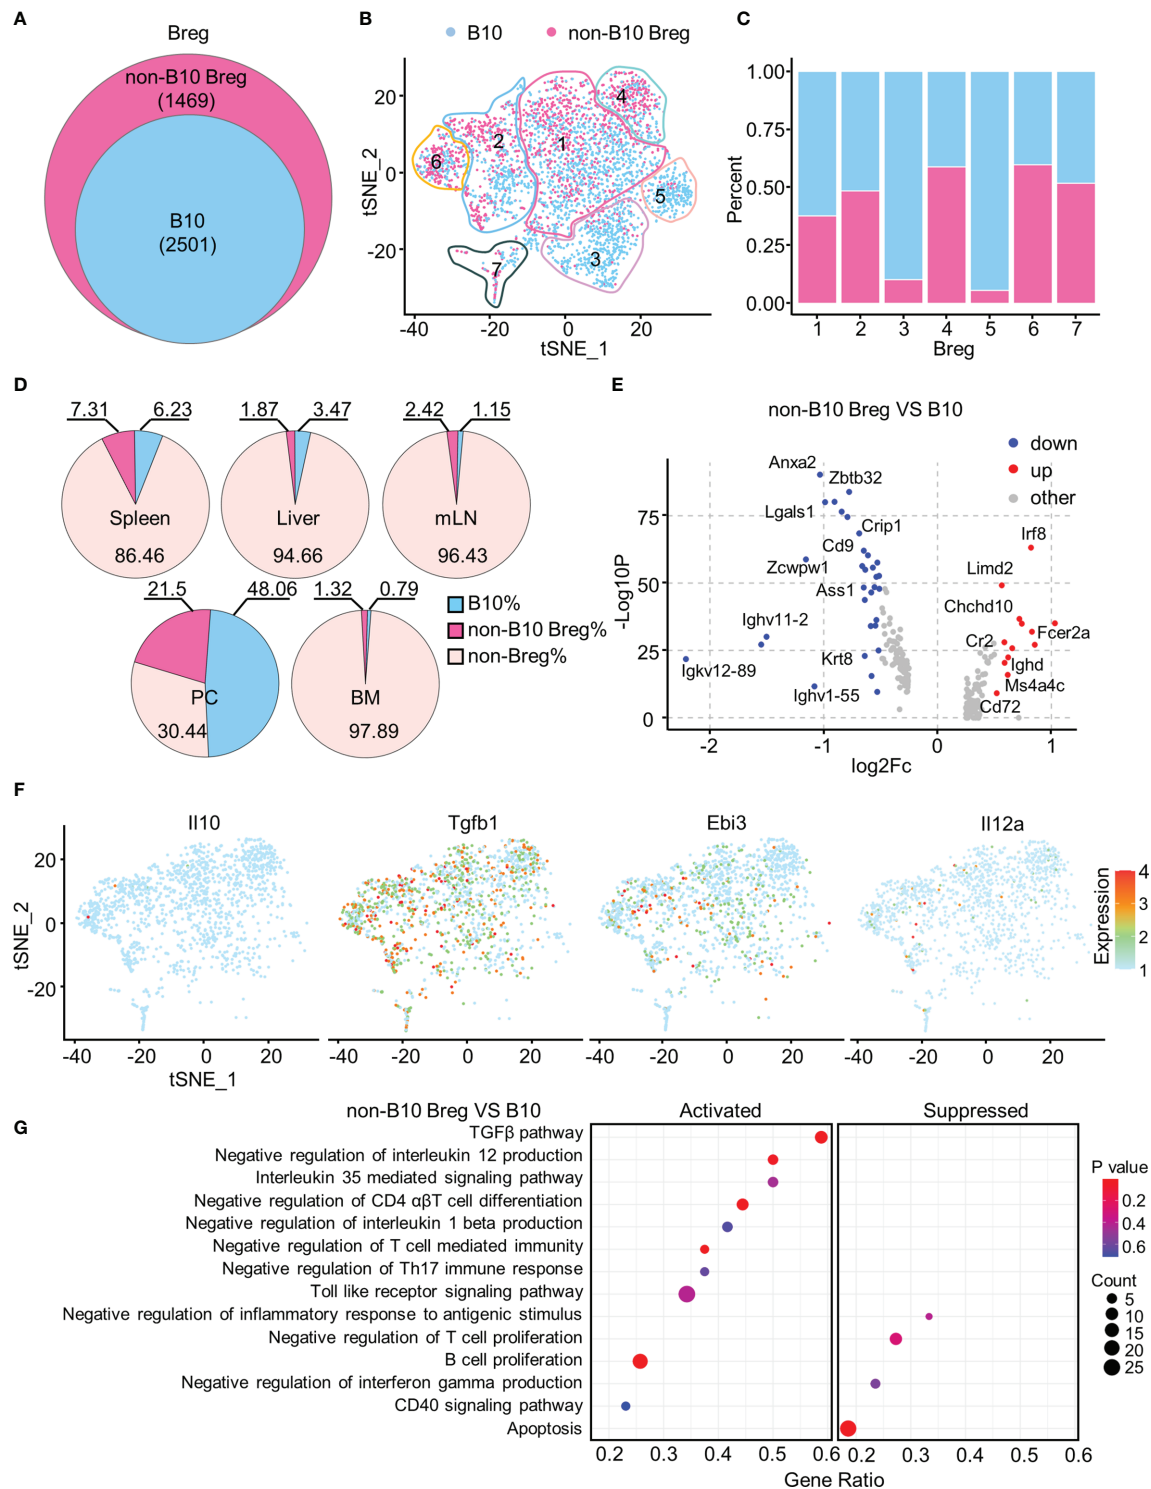 A
Breg
non-B10 Breg
(1469)
B10
(2501)
B
B10
non-B10 Breg
tSNE_2
20
0
-20
1
2
3
4
5
6
7
-40
-20
0
20
tSNE_1
C
Percent
1.00
0.75
0.50
0.25
0.00
1
2
3
4
5
6
7
Breg
D
7.31
6.23
Spleen
86.46
1.87
3.47
Liver
94.66
2.42
1.15
mLN
96.43
21.5
48.06
PC
30.44
1.32
0.79
BM
97.89
B10%
non-B10 Breg%
non-Breg%
E
non-B10 Breg VS B10
down
up
other
-Log10P
75
50
25
0
Anxa2
Zbtb32
Lgals1
Crip1
Cd9
Zcwpw1
Ass1
Ighv11-2
Krt8
Igkv12-89
Ighv1-55
Irf8
Limd2
Chchd10
Fcer2a
Cr2
Ighd
Ms4a4c
Cd72
-2
-1
0
1
log2Fc
F
Il10
Tgfb1
Ebi3
Il12a
tSNE_2
20
0
-20
-40
-20
0
20
-40
-20
0
20
-40
-20
0
20
-40
-20
0
20
tSNE_1
Expression
4
3
2
1
G
non-B10 Breg VS B10
Activated
Suppressed
TGFβ pathway
Negative regulation of interleukin 12 production
Interleukin 35 mediated signaling pathway
Negative regulation of CD4 αβT cell differentiation
Negative regulation of interleukin 1 beta production
Negative regulation of T cell mediated immunity
Negative regulation of Th17 immune response
Toll like receptor signaling pathway
Negative regulation of inflammatory response to antigenic stimulus
Negative regulation of T cell proliferation
B cell proliferation
Negative regulation of interferon gamma production
CD40 signaling pathway
Apoptosis
0.2
0.3
0.4
0.5
0.6
0.2
0.3
0.4
0.5
0.6
Gene Ratio
P value
0.2
0.4
0.6
Count
5
10
15
20
25